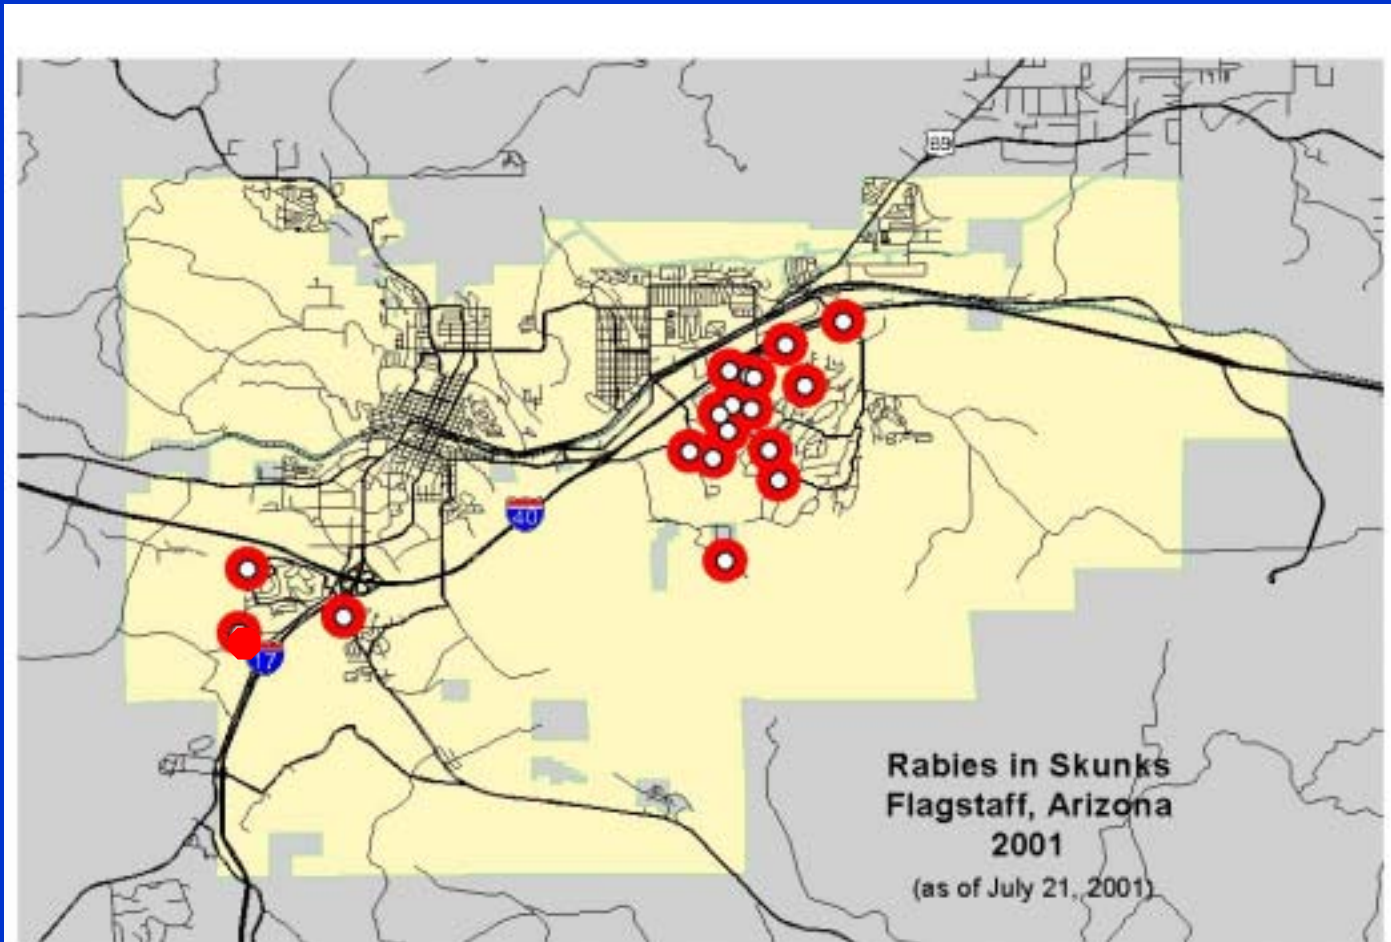 89
40
17
Rabies in Skunks
Flagstaff, Arizona
2001
(as of July 21, 2001)